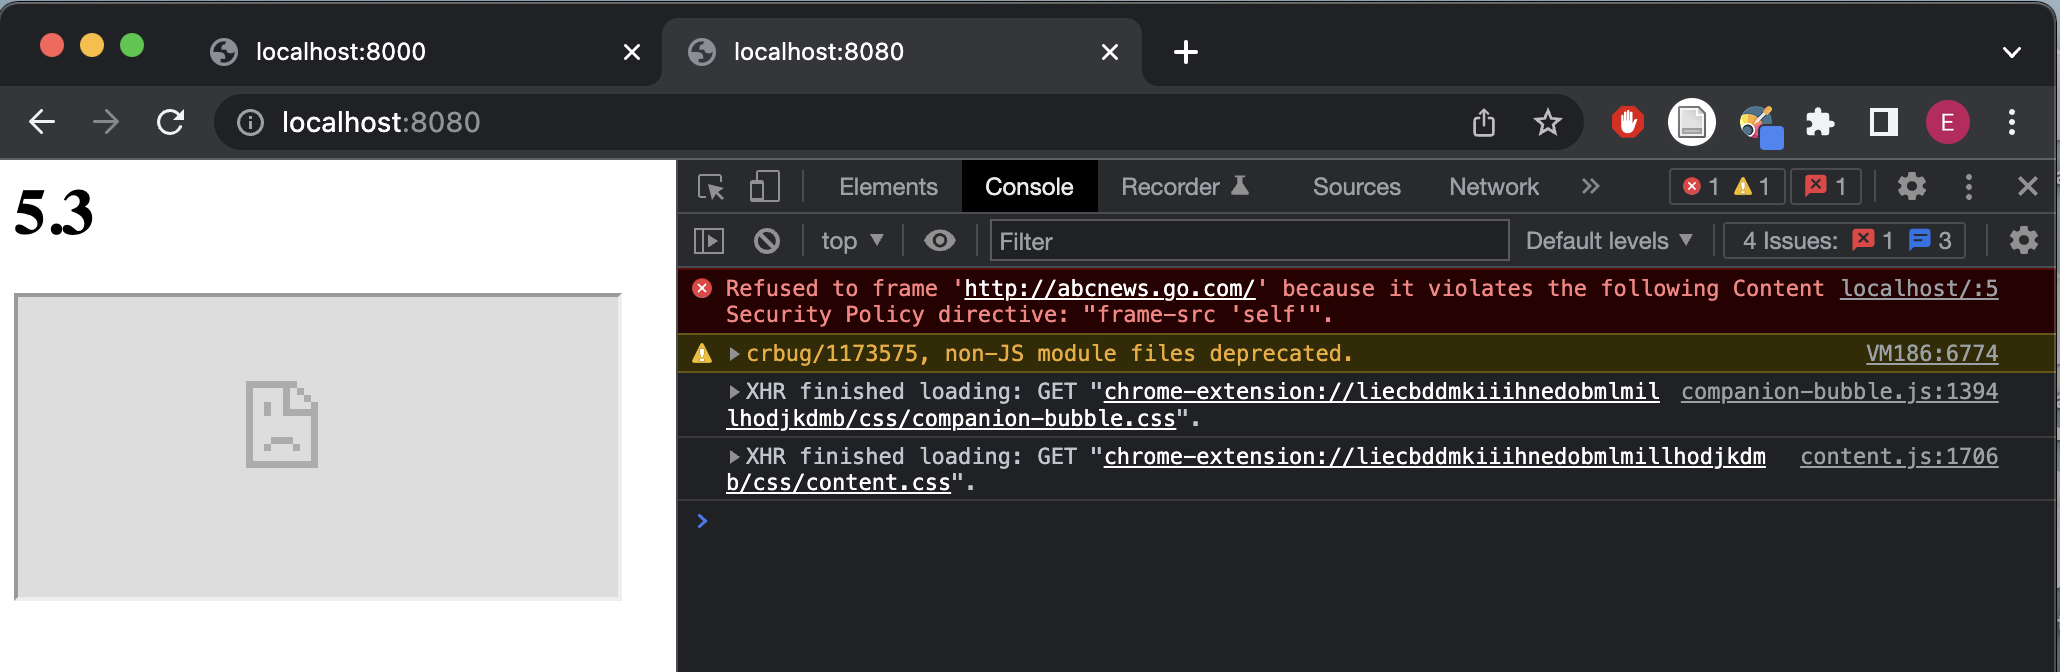 localhost:8000
localhost:8080
localhost:8080
E
5.3
Elements
Console
Recorder
Sources
Network
1
1
1
top
Filter
Default levels
4 Issues:
1
3
Refused to frame 'http://abcnews.go.com/' because it violates the following Content
localhost/:5
Security Policy directive: "frame-src 'self'".
crbug/1173575, non-JS module files deprecated.
VM186:6774
XHR finished loading: GET "chrome-extension://liecbddmkiiihnedobmlmil
companion-bubble.js:1394
lhodjkdmb/css/companion-bubble.css".
XHR finished loading: GET "chrome-extension://liecbddmkiiihnedobmlmillhodjkdm
content.js:1706
b/css/content.css".